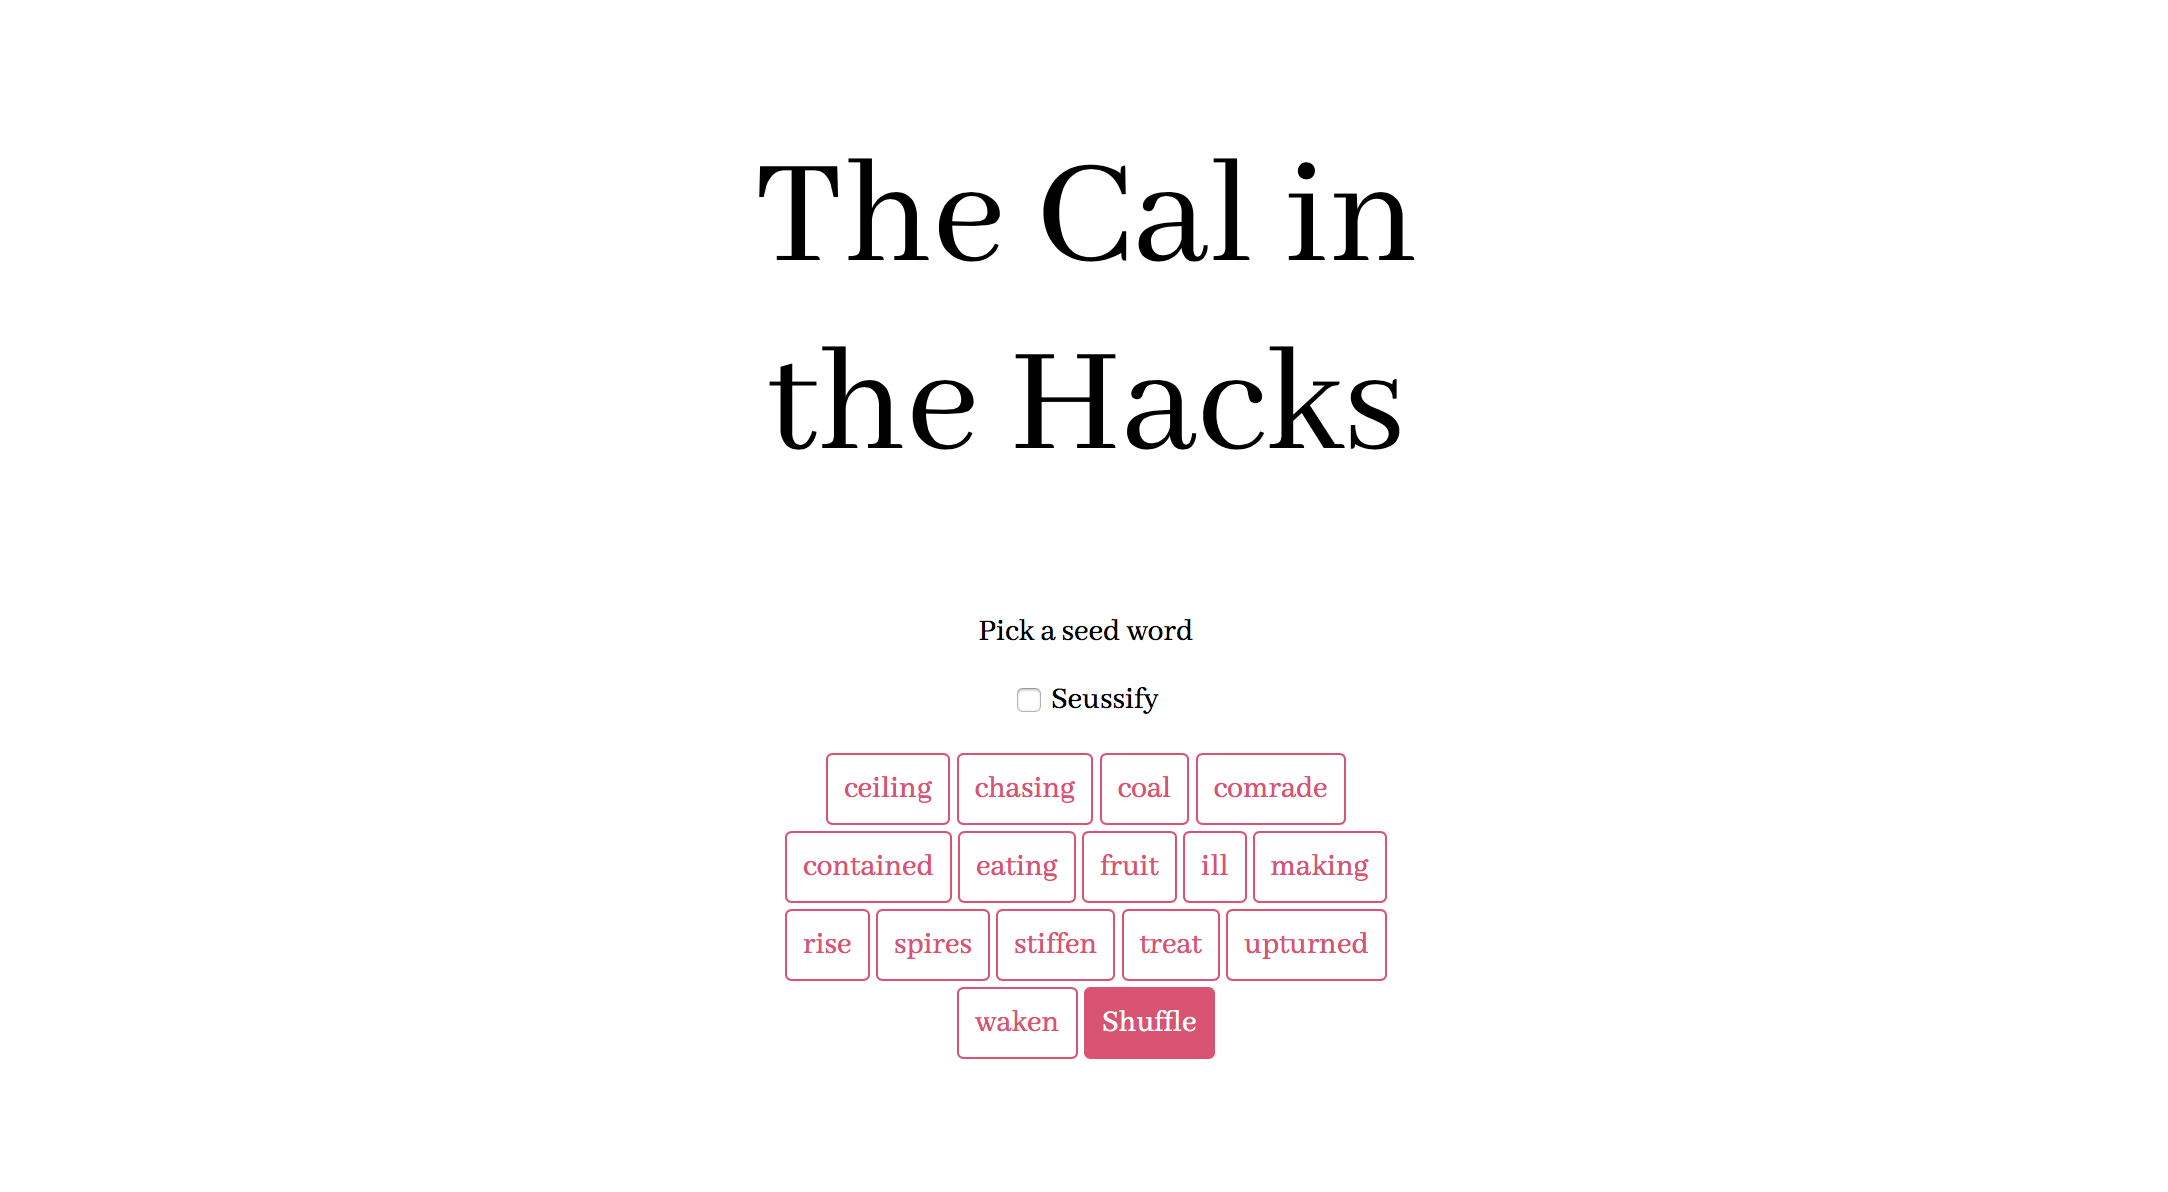 The Cal in
the Hacks
Pick a seed word
Seussify
ceiling chasing coal comrade
contained eating fruit ill making
rise spires stiffen treat upturned
waken Shuffle